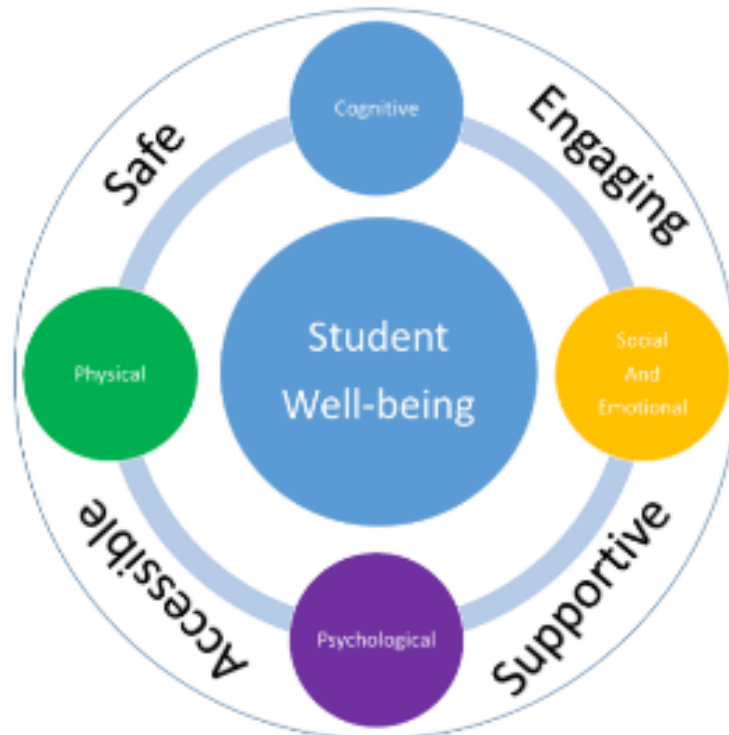 Cognitive
Safe
Engaging
Student
Well-being
Physical
Social
And
Emotional
Accessible
Supportive
Psychological